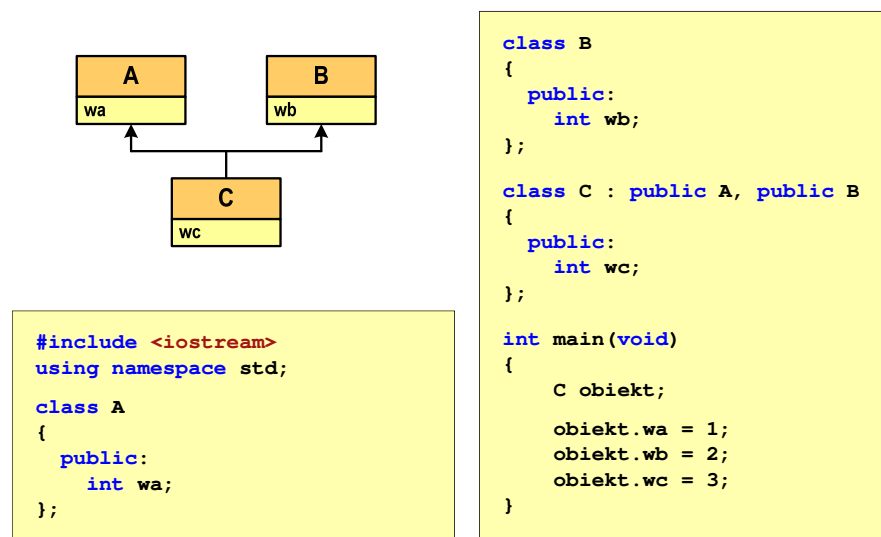 A
wa
B
wb
C
wc
#include <iostream>
using namespace std;
class A
{
public:
int wa;
};
class B
{
public:
int wb;
};
class C : public A, public B
{
public:
int wc;
};
int main(void)
{
C obiekt;
obiekt.wa = 1;
obiekt.wb = 2;
obiekt.wc = 3;
}